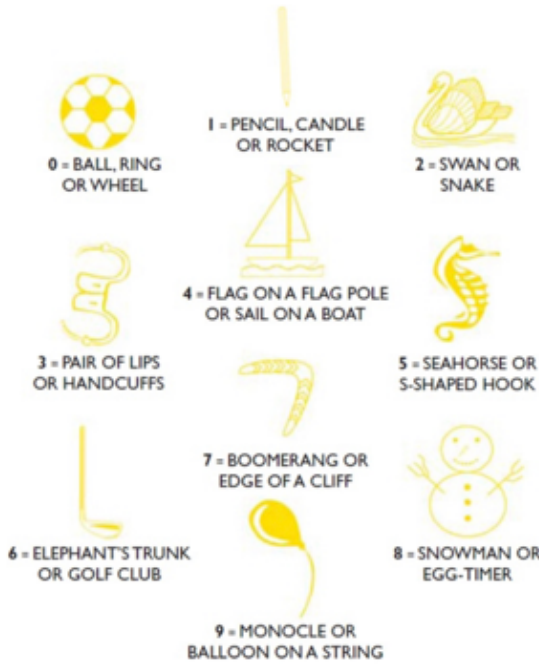 0 = BALL, RING
OR WHEEL
1 = PENCIL, CANDLE
OR ROCKET
2 = SWAN OR
SNAKE
3 = PAIR OF LIPS
OR HANDCUFFS
4 = FLAG ON A FLAG POLE
OR SAIL ON A BOAT
5 = SEAHORSE OR
S-SHAPED HOOK
6 = ELEPHANT'S TRUNK
OR GOLF CLUB
7 = BOOMERANG OR
EDGE OF A CLIFF
8 = SNOWMAN OR
EGG-TIMER
9 = MONOCLE OR
BALLOON ON A STRING